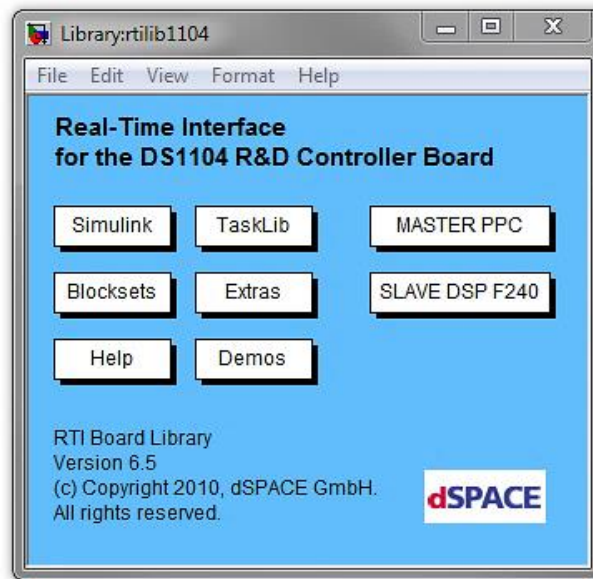 Library:rtilib1104
File Edit View Format Help
Real-Time Interface
for the DS1104 R&D Controller Board
Simulink TaskLib MASTER PPC
Blocksets Extras SLAVE DSP F240
Help Demos
RTI Board Library
Version 6.5
(c) Copyright 2010, dSPACE GmbH.
All rights reserved.
dSPACE